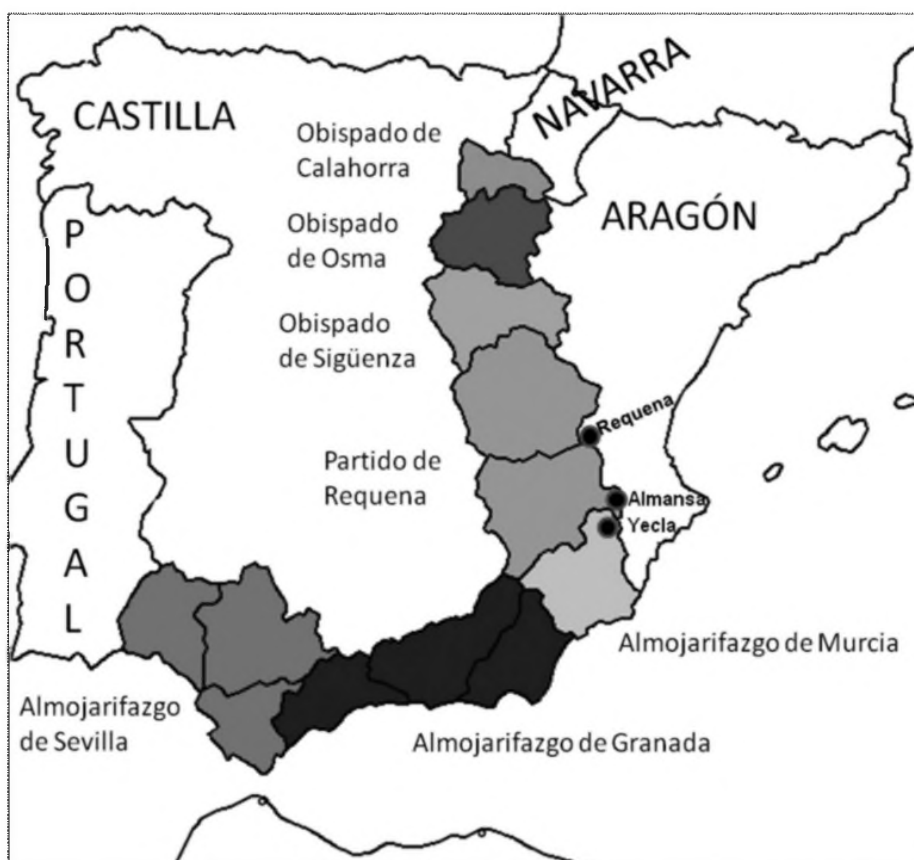 NAVARRA
CASTILLA
Obispado de
Calahorra
ARAGÓN
Obispado
de Osma
PORTUGAL
Obispado
de Sigüenza
Requena
Partido de
Requena
Almansa
Yecla
Almojarifazgo de Murcia
Almojarifazgo
de Sevilla
Almojarifazgo de Granada